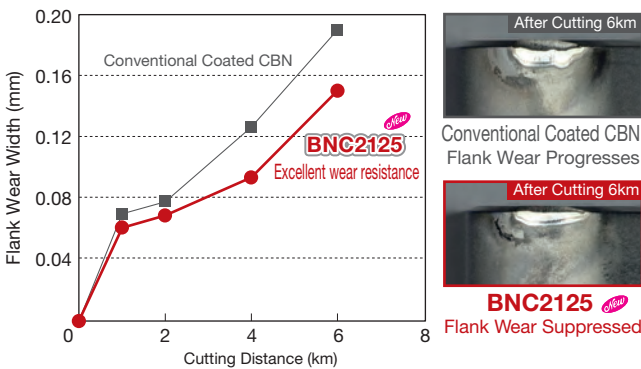 0.20
0.16
0.12
0.08
0.04
0
2
4
6
8
Flank Wear Width (mm)
Cutting Distance (km)
Conventional Coated CBN
New
BNC2125
Excellent wear resistance
After Cutting 6km
Conventional Coated CBN
Flank Wear Progresses
After Cutting 6km
BNC2125 New
Flank Wear Suppressed